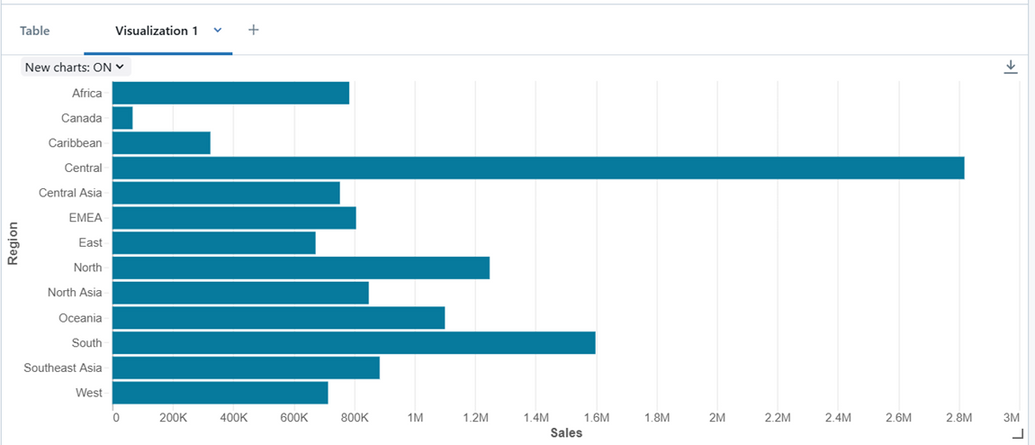 Table Visualization 1
New charts: ON
Africa
Canada
Caribbean
Central
Central Asia
EMEA
East
North
North Asia
Oceania
South
Southeast Asia
West
Region
0 200K 400K 600K 800K 1M 1.2M 1.4M 1.6M 1.8M 2M 2.2M 2.4M 2.6M 2.8M 3M
Sales